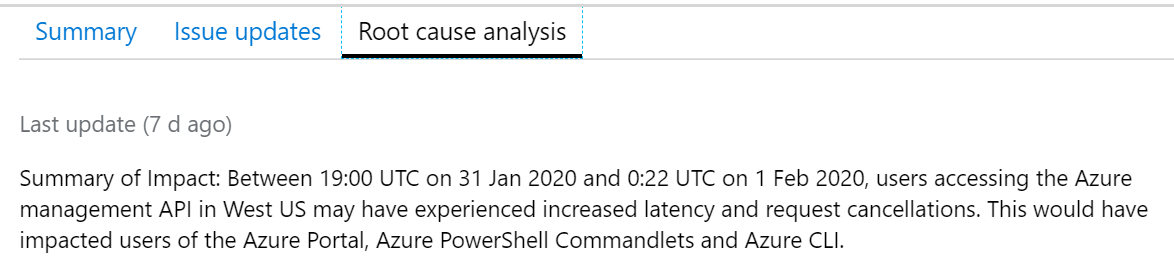 Summary Issue updates Root cause analysis
Last update (7 d ago)
Summary of Impact: Between 19:00 UTC on 31 Jan 2020 and 0:22 UTC on 1 Feb 2020, users accessing the Azure
management API in West US may have experienced increased latency and request cancellations. This would have
impacted users of the Azure Portal, Azure PowerShell Commandlets and Azure CLI.